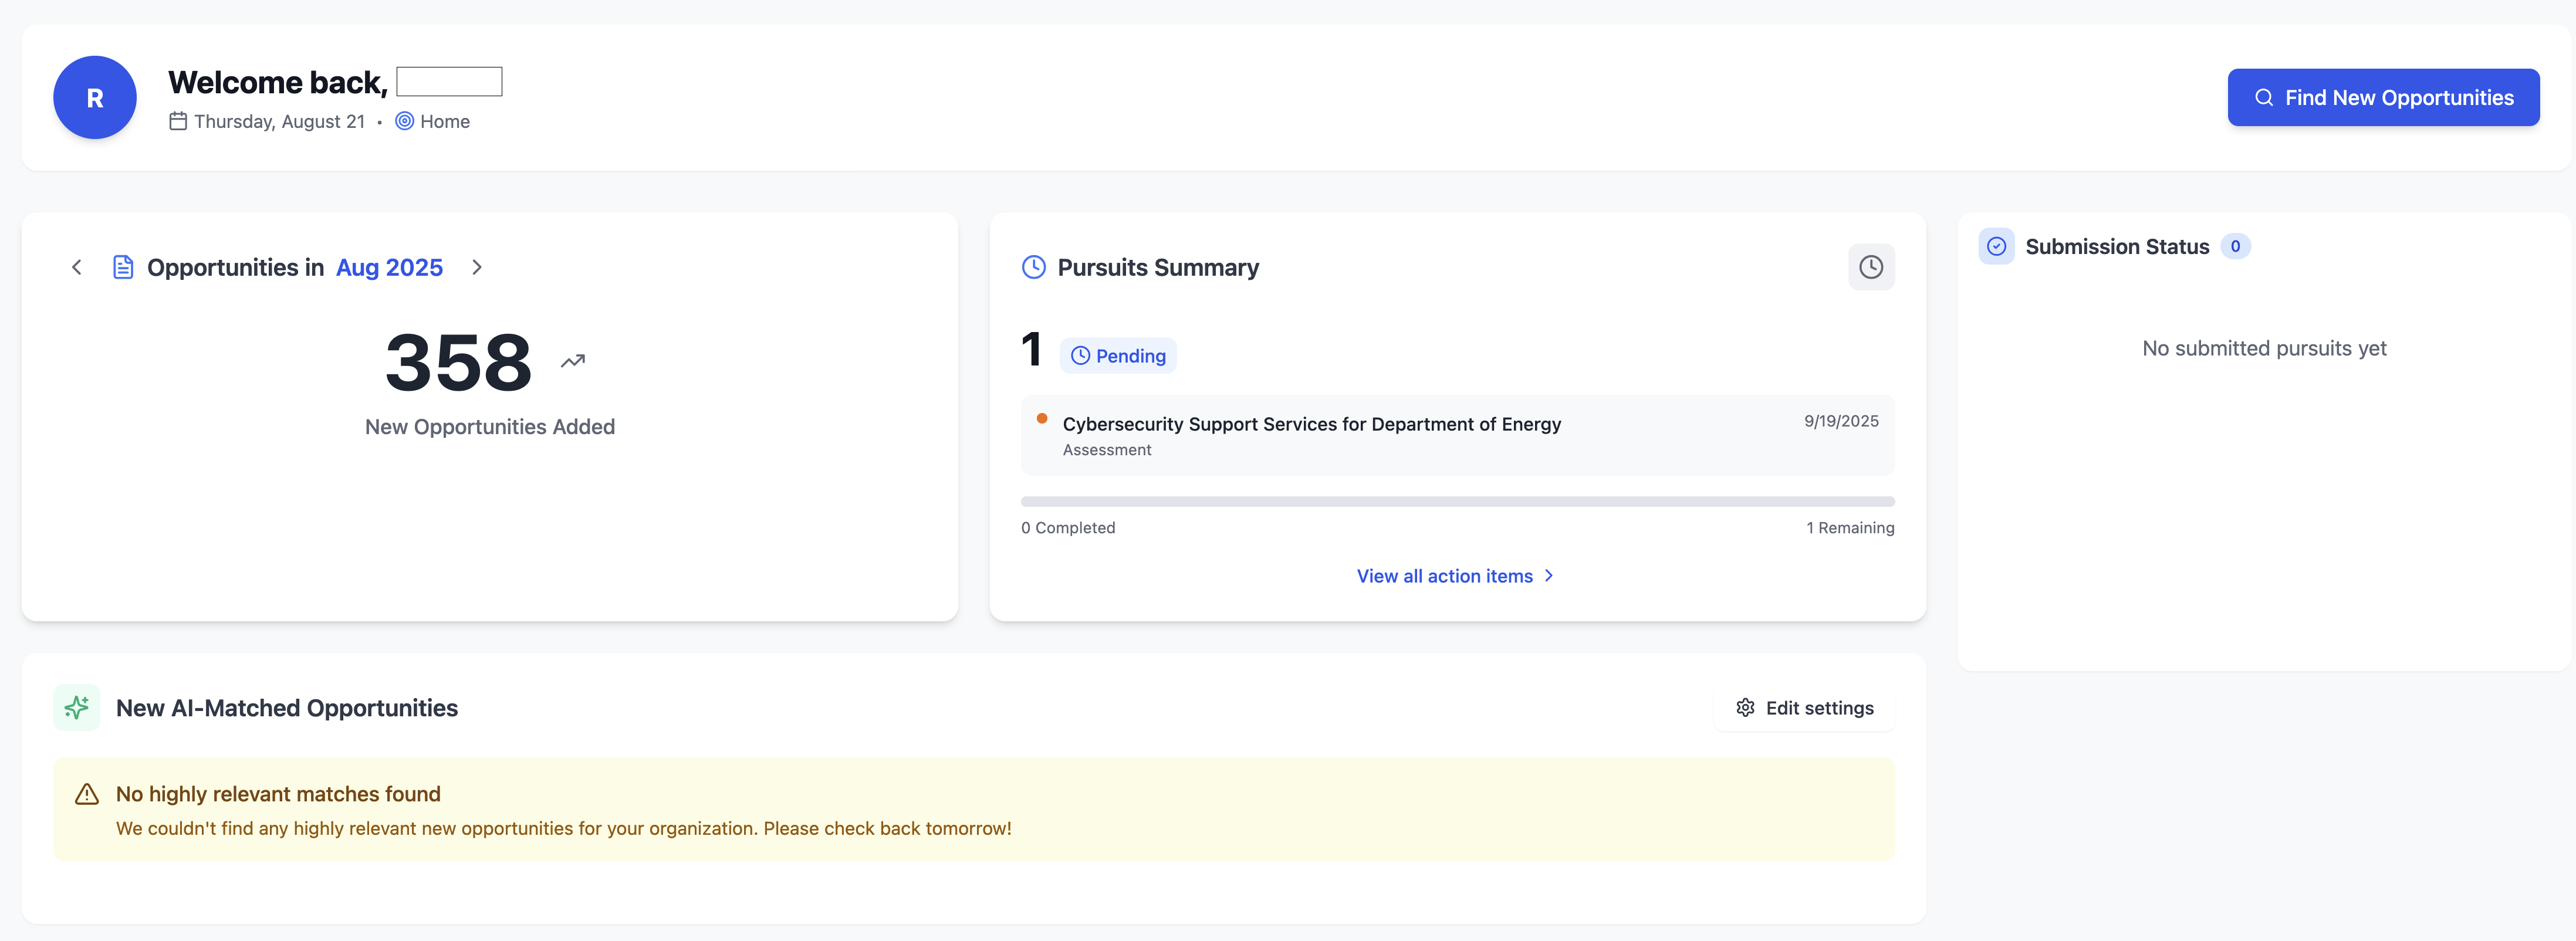 R
Welcome back,
Thursday, August 21 • Home
Find New Opportunities
Opportunities in Aug 2025
358
New Opportunities Added
Pursuits Summary
1 Pending
Cybersecurity Support Services for Department of Energy
9/19/2025
Assessment
0 Completed
1 Remaining
View all action items
Submission Status 0
No submitted pursuits yet
New AI-Matched Opportunities
Edit settings
No highly relevant matches found
We couldn't find any highly relevant new opportunities for your organization. Please check back tomorrow!